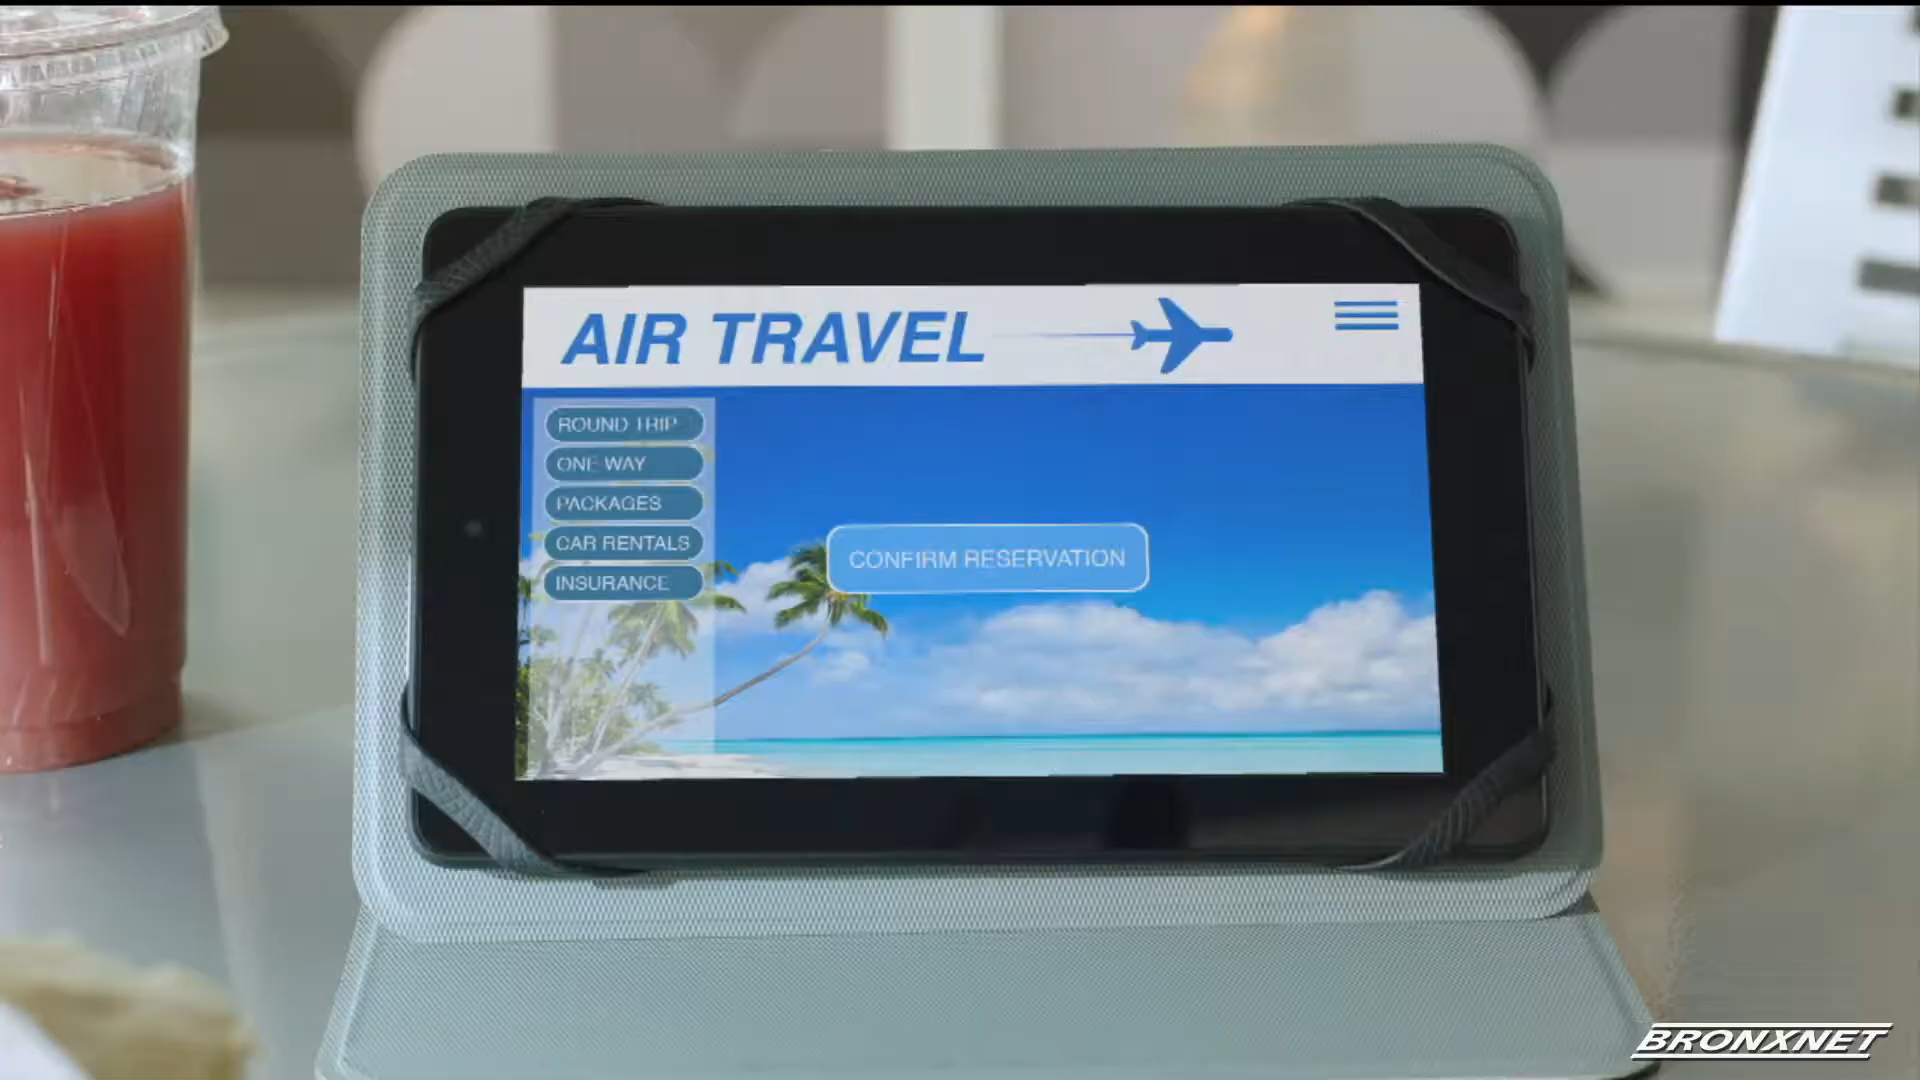 AIR TRAVEL
ROUND TRIP
ONE WAY
PACKAGES
CAR RENTALS
INSURANCE
CONFIRM RESERVATION
BRONXNET